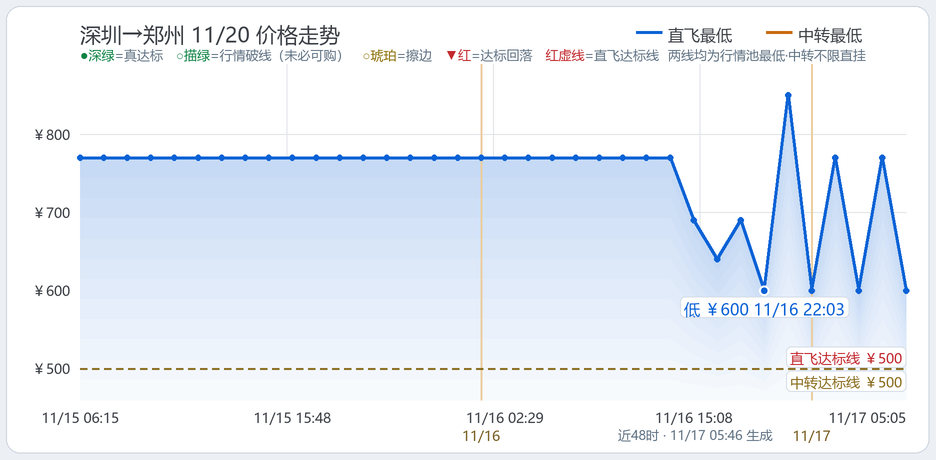 深圳→郑州 11/20 价格走势
直飞最低 中转最低
●深绿=真达标 ○描绿=行情破线（未必可购） ○琥珀=擦边 ▼红=达标回落 红虚线=直飞达标线 两线均为行情池最低·中转不限直挂
￥800
￥700
￥600
￥500
低 ￥600 11/16 22:03
直飞达标线 ￥500
中转达标线 ￥500
11/15 06:15 11/15 15:48 11/16 02:29 11/16 15:08 11/17 05:05
11/16 近48时 · 11/17 05:46 生成 11/17